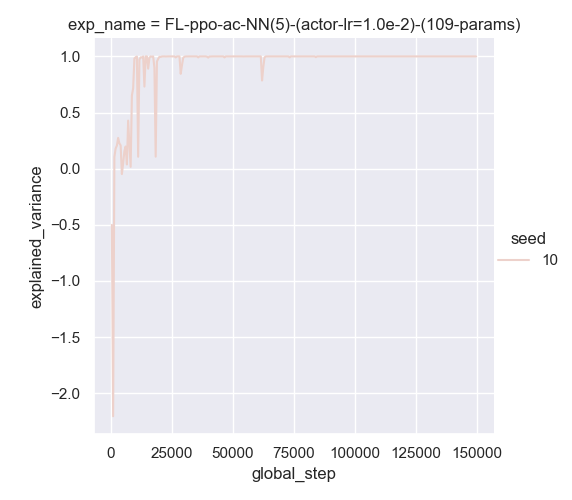 exp_name = FL-ppo-ac-NN(5)-(actor-lr=1.0e-2)-(109-params)
1.0
0.5
0.0
−0.5
−1.0
−1.5
−2.0
explained_variance
0 25000 50000 75000 100000 125000 150000
global_step
seed
10